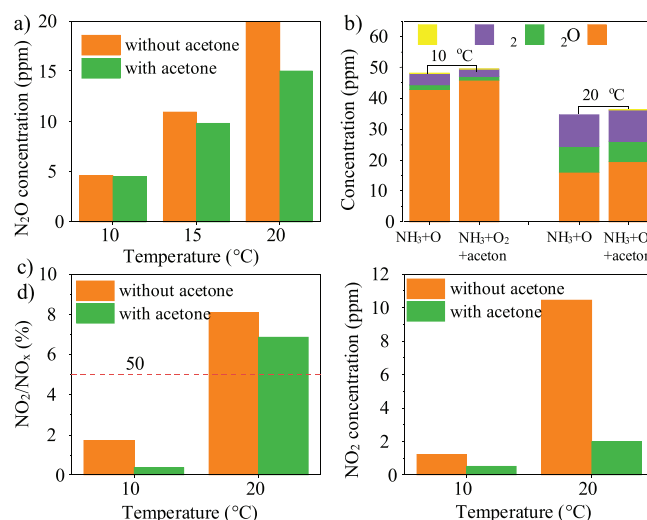 a)
N₂O concentration (ppm)
20
15
10
5
0
without acetone
with acetone
10 15 20
Temperature (°C)
b)
Concentration (ppm)
60
50
40
30
20
10
0
₂ ₂O
10 °C
20 °C
NH₃+O NH₃+O₂ NH₃+O NH₃+O
+aceton +aceton
c)
d)
NO₂/NOₓ (%)
10
8
6
4
2
0
without acetone
with acetone
50
10 20
Temperature (°C)
NO₂ concentration (ppm)
12
10
8
6
4
2
0
without acetone
with acetone
10 20
Temperature (°C)